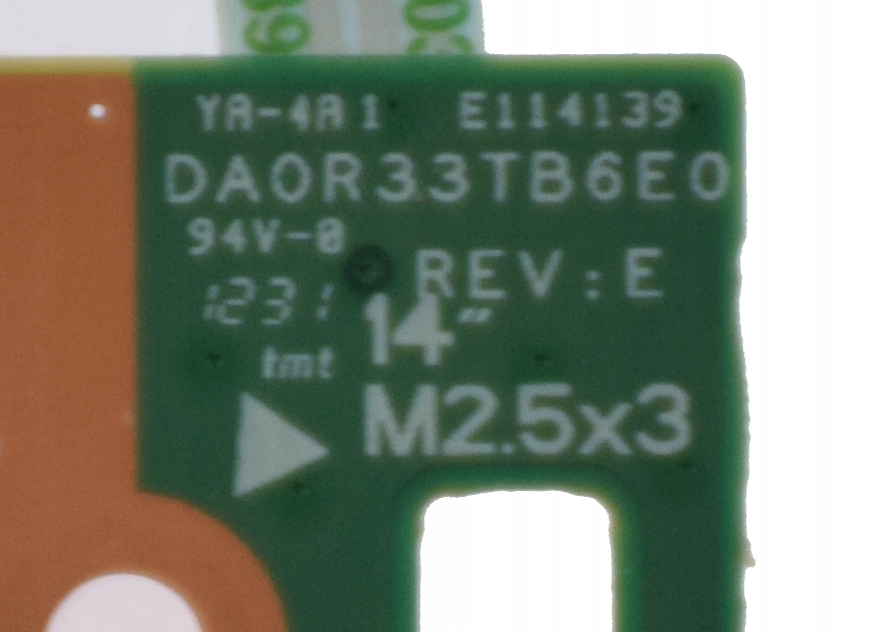 YA-4A1 E114139
DA0R33TB6E0
94V-0
REV:E
1231
14"
tmt
M2.5x3